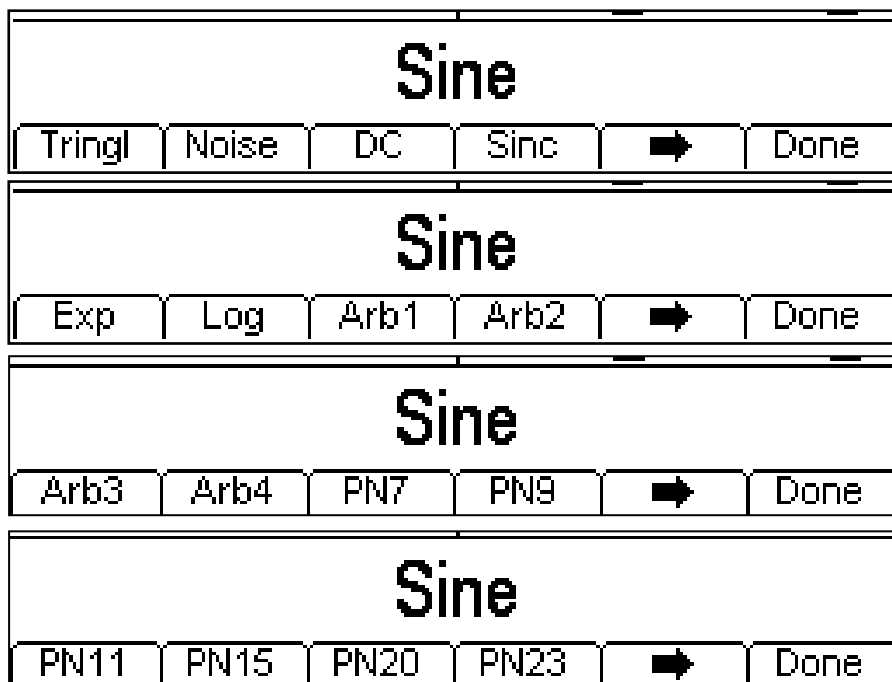 Sine
Tringl Noise DC Sinc Done
Sine
Exp Log Arb1 Arb2 Done
Sine
Arb3 Arb4 PN7 PN9 Done
Sine
PN11 PN15 PN20 PN23 Done